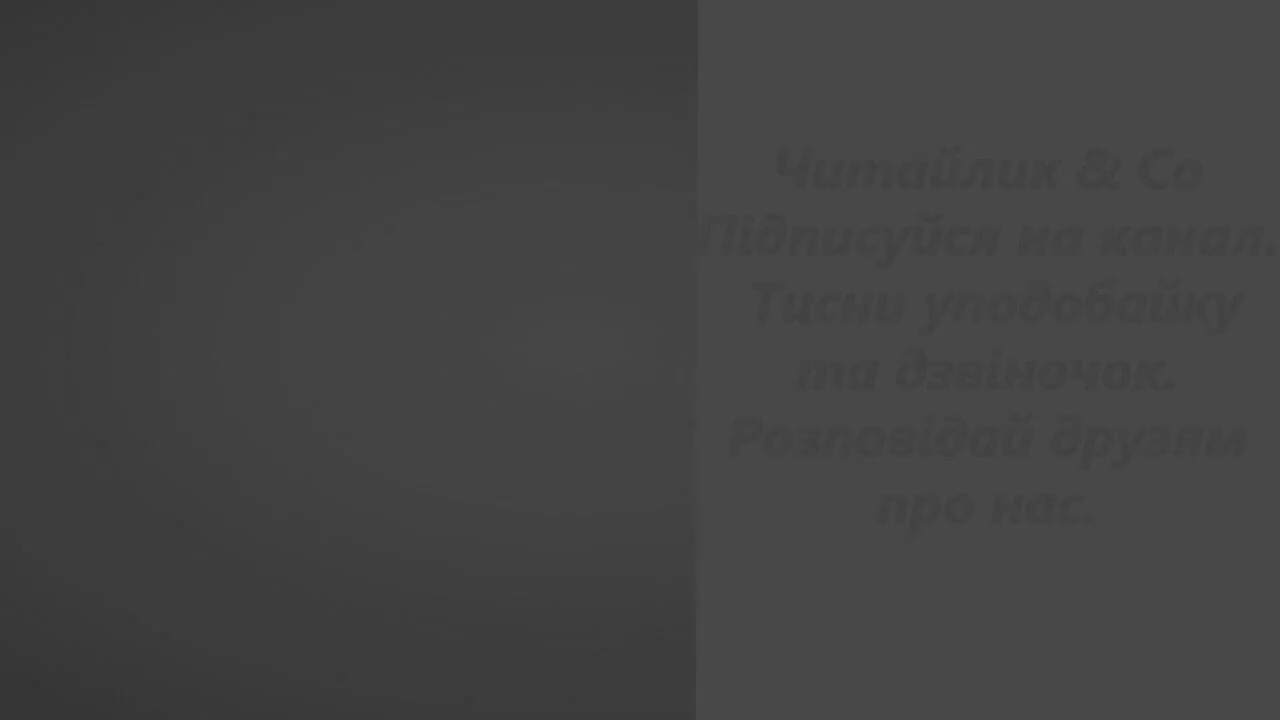 Читайлик & Co
Підписуйся на канал.
Тисни уподобайку
та дзвіночок.
Розповідай друзям
про нас.